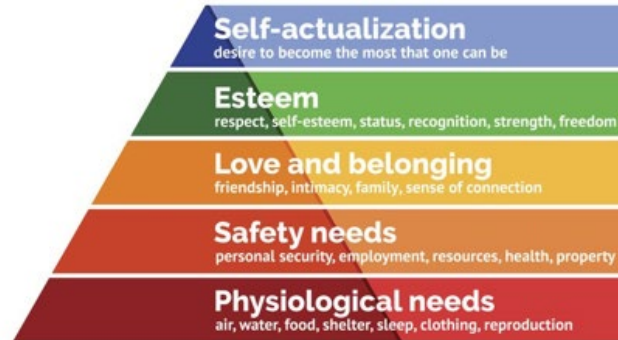 Self-actualization
desire to become the most that one can be
Esteem
respect, self-esteem, status, recognition, strength, freedom
Love and belonging
friendship, intimacy, family, sense of connection
Safety needs
personal security, employment, resources, health, property
Physiological needs
air, water, food, shelter, sleep, clothing, reproduction